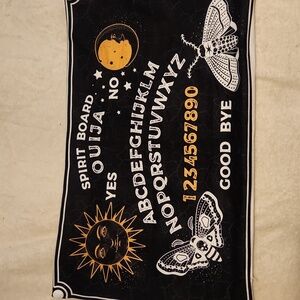 SPIRIT BOARD
OUIJA
YES NO
ABCDEFGHIJKLM
NOPQRSTUVWXYZ
1234567890
GOOD BYE